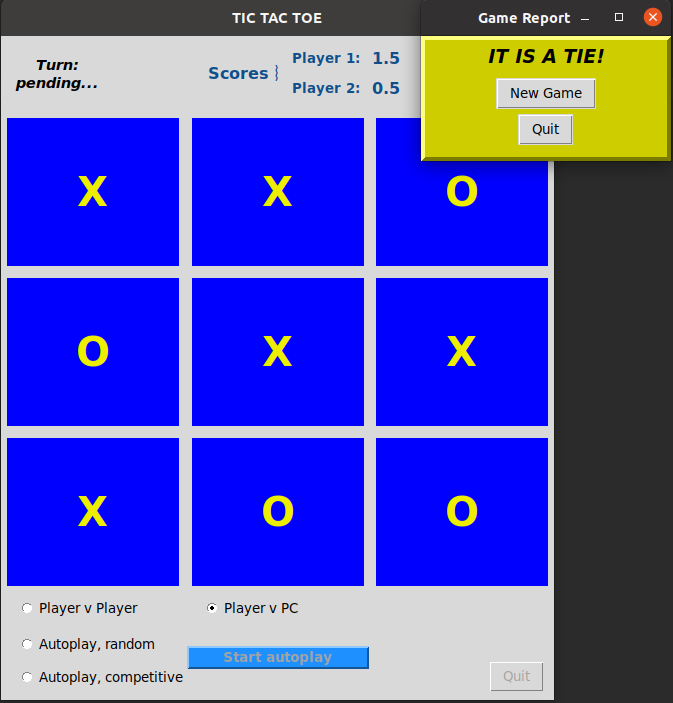 TIC TAC TOE
Game Report
Turn:
pending...
Scores
Player 1: 1.5
Player 2: 0.5
IT IS A TIE!
New Game
Quit
X X O
O X X
X O O
Player v Player
Player v PC
Autoplay, random
Start autoplay
Autoplay, competitive
Quit